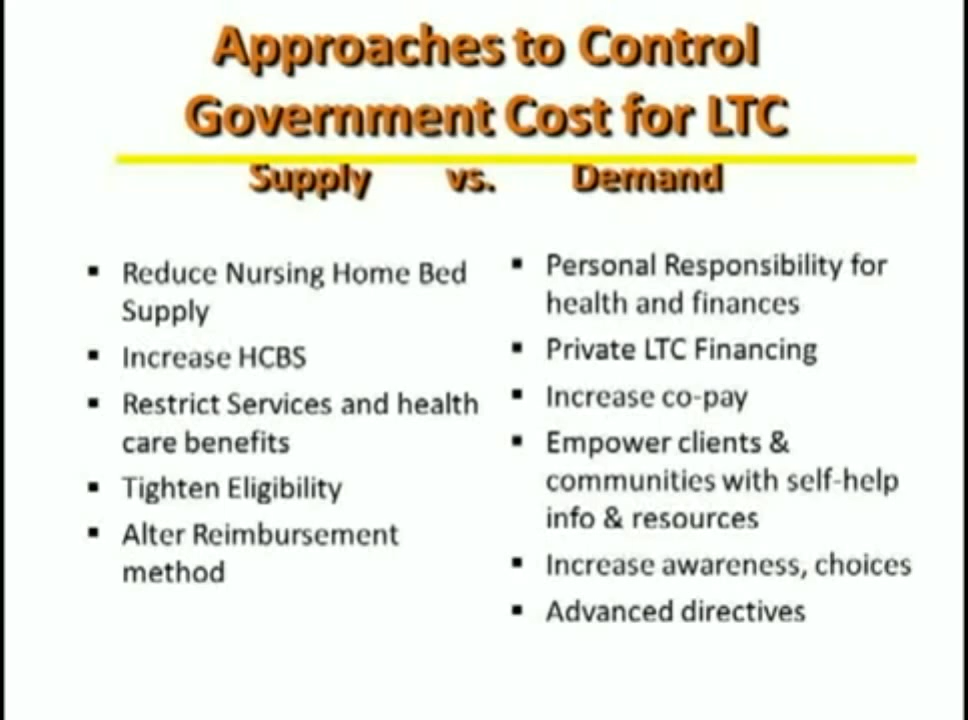 Approaches to Control
Government Cost for LTC
Supply vs. Demand
▪ Reduce Nursing Home Bed
Supply
▪ Increase HCBS
▪ Restrict Services and health
care benefits
▪ Tighten Eligibility
▪ Alter Reimbursement
method
▪ Personal Responsibility for
health and finances
▪ Private LTC Financing
▪ Increase co-pay
▪ Empower clients &
communities with self-help
info & resources
▪ Increase awareness, choices
▪ Advanced directives